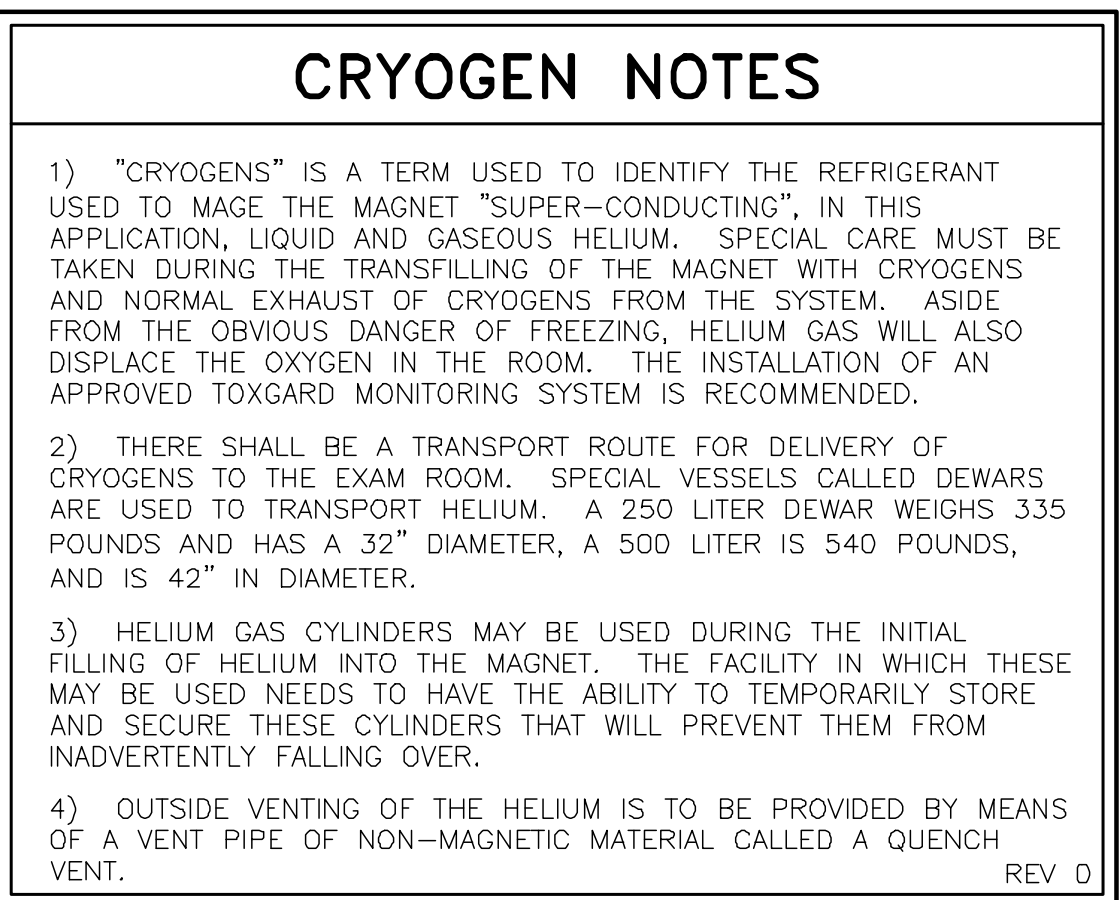 CRYOGEN NOTES
1) "CRYOGENS" IS A TERM USED TO IDENTIFY THE REFRIGERANT
USED TO MAGE THE MAGNET "SUPER-CONDUCTING", IN THIS
APPLICATION, LIQUID AND GASEOUS HELIUM. SPECIAL CARE MUST BE
TAKEN DURING THE TRANSFILLING OF THE MAGNET WITH CRYOGENS
AND NORMAL EXHAUST OF CRYOGENS FROM THE SYSTEM. ASIDE
FROM THE OBVIOUS DANGER OF FREEZING, HELIUM GAS WILL ALSO
DISPLACE THE OXYGEN IN THE ROOM. THE INSTALLATION OF AN
APPROVED TOXGARD MONITORING SYSTEM IS RECOMMENDED.
2) THERE SHALL BE A TRANSPORT ROUTE FOR DELIVERY OF
CRYOGENS TO THE EXAM ROOM. SPECIAL VESSELS CALLED DEWARS
ARE USED TO TRANSPORT HELIUM. A 250 LITER DEWAR WEIGHS 335
POUNDS AND HAS A 32" DIAMETER, A 500 LITER IS 540 POUNDS,
AND IS 42" IN DIAMETER.
3) HELIUM GAS CYLINDERS MAY BE USED DURING THE INITIAL
FILLING OF HELIUM INTO THE MAGNET. THE FACILITY IN WHICH THESE
MAY BE USED NEEDS TO HAVE THE ABILITY TO TEMPORARILY STORE
AND SECURE THESE CYLINDERS THAT WILL PREVENT THEM FROM
INADVERTENTLY FALLING OVER.
4) OUTSIDE VENTING OF THE HELIUM IS TO BE PROVIDED BY MEANS
OF A VENT PIPE OF NON-MAGNETIC MATERIAL CALLED A QUENCH
VENT.
REV 0